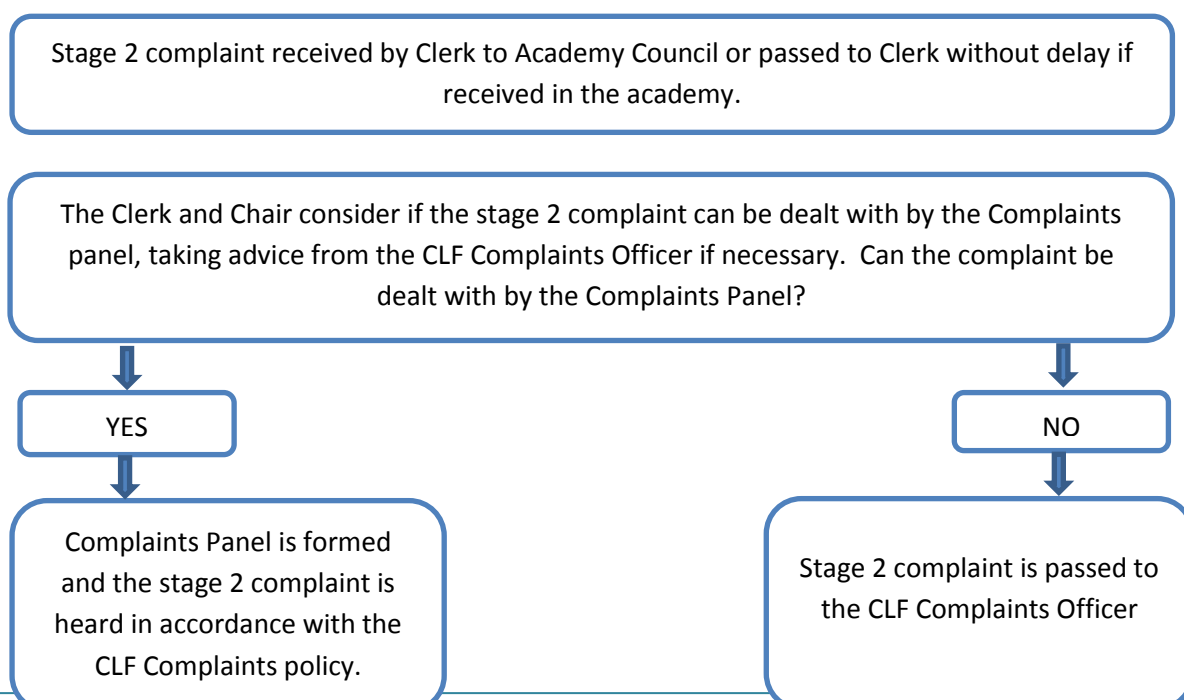 Stage 2 complaint received by Clerk to Academy Council or passed to Clerk without delay if
received in the academy.
The Clerk and Chair consider if the stage 2 complaint can be dealt with by the Complaints
panel, taking advice from the CLF Complaints Officer if necessary.  Can the complaint be
dealt with by the Complaints Panel?
YES
NO
Complaints Panel is formed
and the stage 2 complaint is
heard in accordance with the
CLF Complaints policy.
Stage 2 complaint is passed to
the CLF Complaints Officer